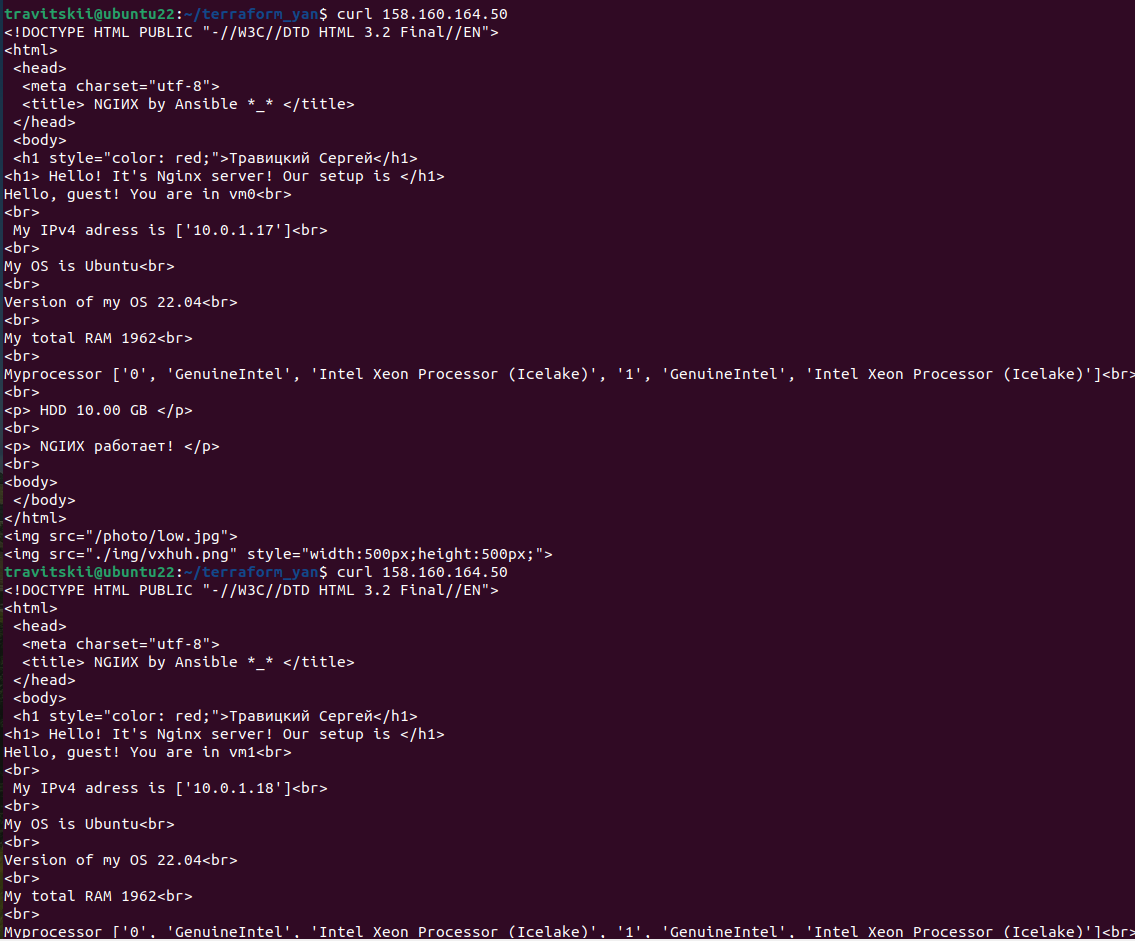 travitskii@ubuntu22:~/terraform_yan$ curl 158.160.164.50
<!DOCTYPE HTML PUBLIC "-//W3C//DTD HTML 3.2 Final//EN">
<html>
 <head>
  <meta charset="utf-8">
  <title> NGIИX by Ansible *_* </title>
 </head>
 <body>
 <h1 style="color: red;">Травицкий Сергей</h1>
<h1> Hello! It's Nginx server! Our setup is </h1>
Hello, guest! You are in vm0<br>
<br>
 My IPv4 adress is ['10.0.1.17']<br>
<br>
My OS is Ubuntu<br>
<br>
Version of my OS 22.04<br>
<br>
My total RAM 1962<br>
<br>
Myprocessor ['0', 'GenuineIntel', 'Intel Xeon Processor (Icelake)', '1', 'GenuineIntel', 'Intel Xeon Processor (Icelake)']<br>
<br>
<p> HDD 10.00 GB </p>
<br>
<p> NGIИX работает! </p>
<br>
<body>
 </body>
</html>
<img src="/photo/low.jpg">
<img src="./img/vxhuh.png" style="width:500px;height:500px;">
travitskii@ubuntu22:~/terraform_yan$ curl 158.160.164.50
<!DOCTYPE HTML PUBLIC "-//W3C//DTD HTML 3.2 Final//EN">
<html>
 <head>
  <meta charset="utf-8">
  <title> NGIИX by Ansible *_* </title>
 </head>
 <body>
 <h1 style="color: red;">Травицкий Сергей</h1>
<h1> Hello! It's Nginx server! Our setup is </h1>
Hello, guest! You are in vm1<br>
<br>
 My IPv4 adress is ['10.0.1.18']<br>
<br>
My OS is Ubuntu<br>
<br>
Version of my OS 22.04<br>
<br>
My total RAM 1962<br>
<br>
Myprocessor ['0', 'GenuineIntel', 'Intel Xeon Processor (Icelake)', '1', 'GenuineIntel', 'Intel Xeon Processor (Icelake)']<br>